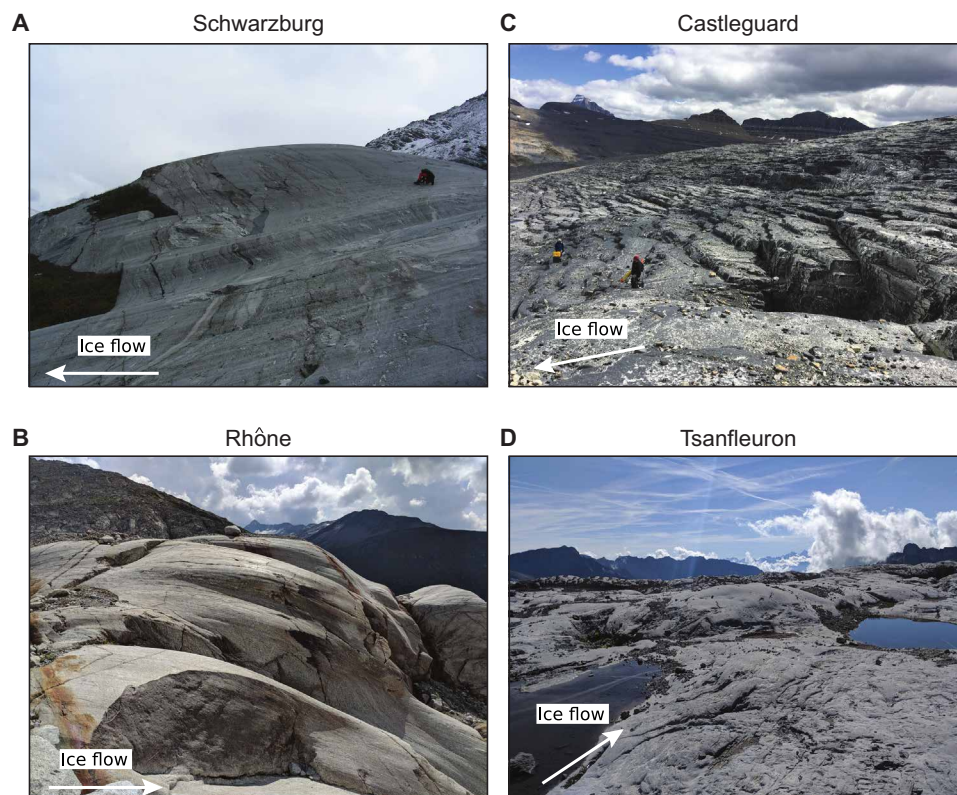 A Schwarzburg
Ice flow
B Rhône
Ice flow
C Castleguard
Ice flow
D Tsanfleuron
Ice flow